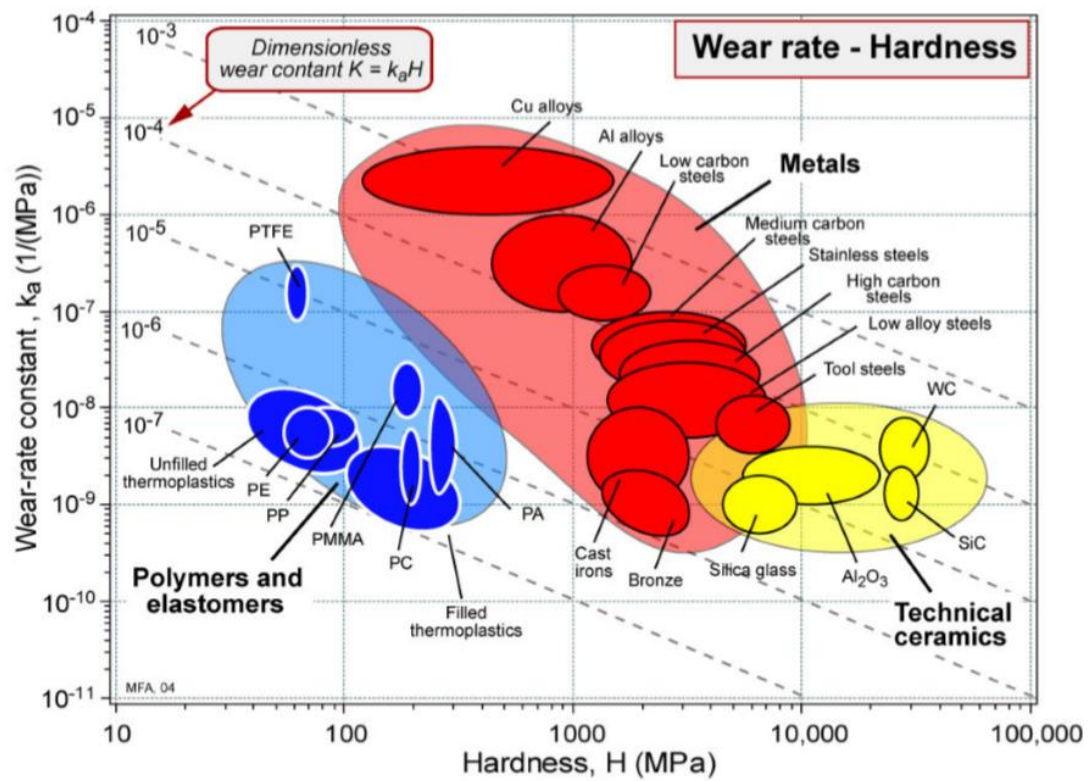 Wear rate - Hardness
Dimensionless
wear contant K = kₐH
10⁻³
10⁻⁴
10⁻⁵
10⁻⁶
10⁻⁷
Wear-rate constant , kₐ (1/(MPa))
10⁻⁴
10⁻⁵
10⁻⁶
10⁻⁷
10⁻⁸
10⁻⁹
10⁻¹⁰
10⁻¹¹
Cu alloys
Al alloys
Low carbon
steels
Metals
Medium carbon
steels
Stainless steels
High carbon
steels
Low alloy steels
Tool steels
WC
PTFE
Unfilled
thermoplastics
PE
PP
PMMA
PC
PA
Polymers and
elastomers
Filled
thermoplastics
Cast
irons
Bronze
Silica glass
Al₂O₃
SiC
Technical
ceramics
MFA, 04
10
100
1000
10,000
100,000
Hardness, H (MPa)